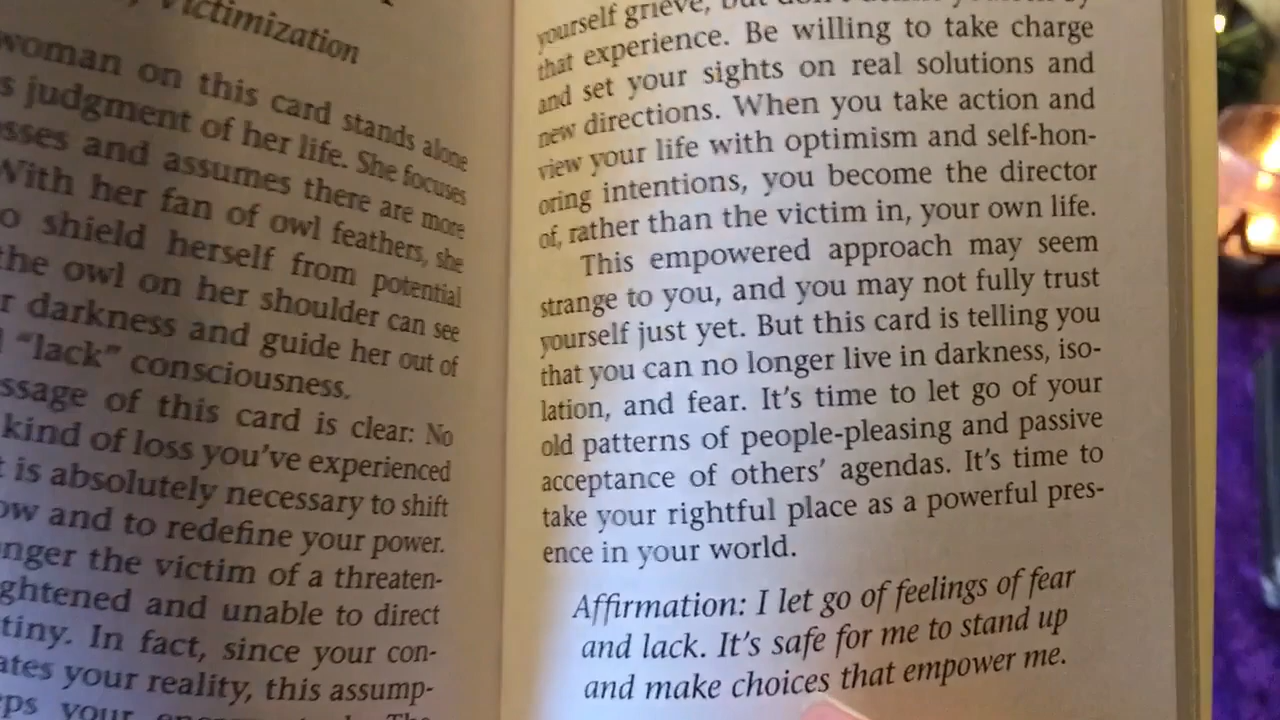 Victimization
woman on this card stands alone
judgment of her life. She focuses
and assumes there are more
With her fan of owl feathers, she
shield herself from potential
the owl on her shoulder can see
darkness and guide her out of
"lack" consciousness.
of this card is clear: No
kind of loss you've experienced
is absolutely necessary to shift
and to redefine your power.
the victim of a threaten-
and unable to direct
In fact, since your con-
your reality, this assump-
your
The
yourself grieve, but
that experience. Be willing to take charge
and set your sights on real solutions and
new directions. When you take action and
view your life with optimism and self-hon-
oring intentions, you become the director
of, rather than the victim in, your own life.
This empowered approach may seem
strange to you, and you may not fully trust
yourself just yet. But this card is telling you
that you can no longer live in darkness, iso-
lation, and fear. It's time to let go of your
old patterns of people-pleasing and passive
acceptance of others' agendas. It's time to
take your rightful place as a powerful pres-
ence in your world.
Affirmation: I let go of feelings of fear
and lack. It's safe for me to stand up
and make choices that empower me.